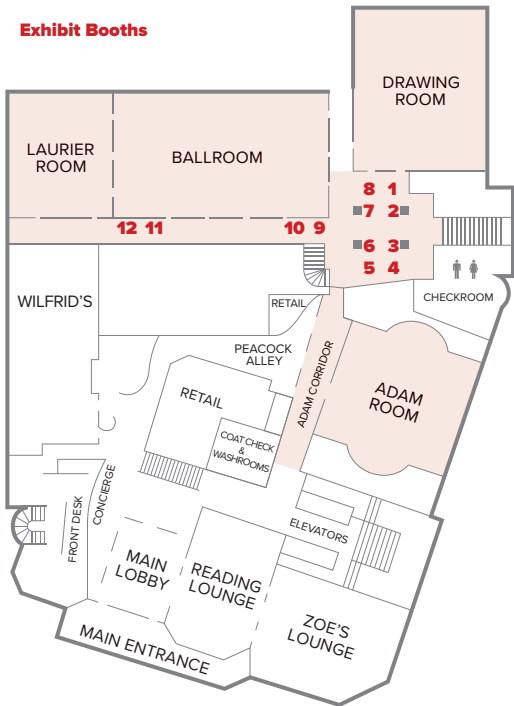 Exhibit Booths
DRAWING
ROOM
LAURIER
ROOM
BALLROOM
8 1
7 2
12 11
10 9
6 3
5 4
WILFRID'S
RETAIL
CHECKROOM
PEACOCK
ALLEY
ADAM CORRIDOR
ADAM
ROOM
RETAIL
COAT CHECK
&
WASHROOMS
CONCIERGE
FRONT DESK
ELEVATORS
MAIN
LOBBY
READING
LOUNGE
ZOE'S
LOUNGE
MAIN ENTRANCE